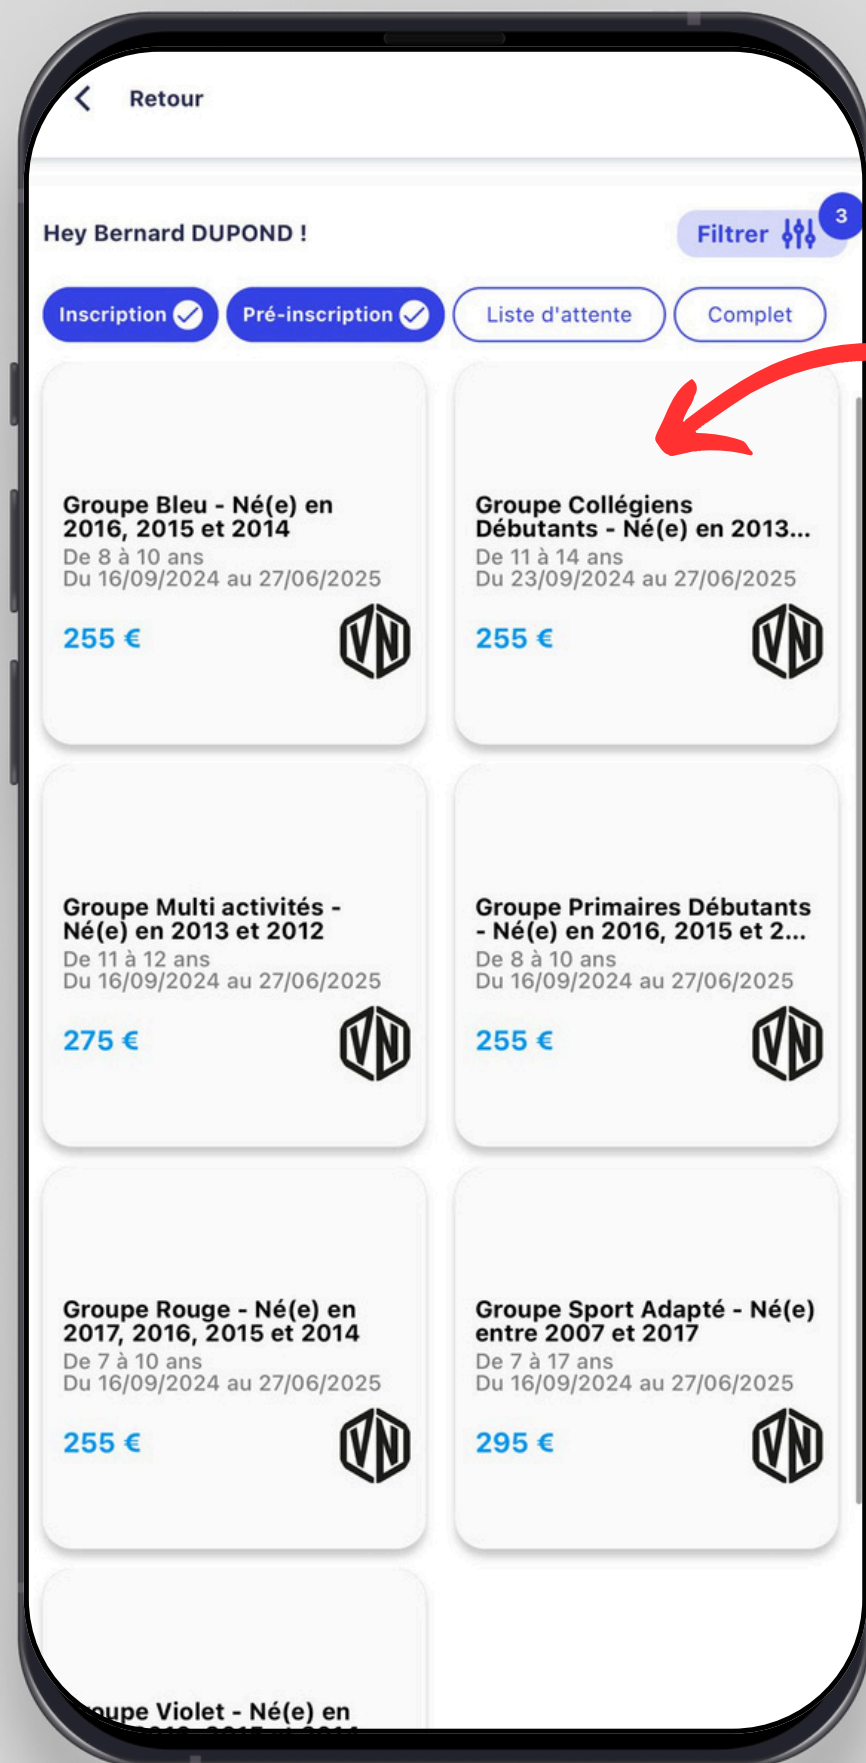 Retour
Hey Bernard DUPOND !
Filtrer
3
Inscription
Pré-inscription
Liste d'attente
Complet
Groupe Bleu - Né(e) en
2016, 2015 et 2014
De 8 à 10 ans
Du 16/09/2024 au 27/06/2025
255 €
VN
Groupe Collégiens
Débutants - Né(e) en 2013...
De 11 à 14 ans
Du 23/09/2024 au 27/06/2025
255 €
VN
Groupe Multi activités -
Né(e) en 2013 et 2012
De 11 à 12 ans
Du 16/09/2024 au 27/06/2025
275 €
VN
Groupe Primaires Débutants
- Né(e) en 2016, 2015 et 2...
De 8 à 10 ans
Du 16/09/2024 au 27/06/2025
255 €
VN
Groupe Rouge - Né(e) en
2017, 2016, 2015 et 2014
De 7 à 10 ans
Du 16/09/2024 au 27/06/2025
255 €
VN
Groupe Sport Adapté - Né(e)
entre 2007 et 2017
De 7 à 17 ans
Du 16/09/2024 au 27/06/2025
295 €
VN
Violet - Né(e) en